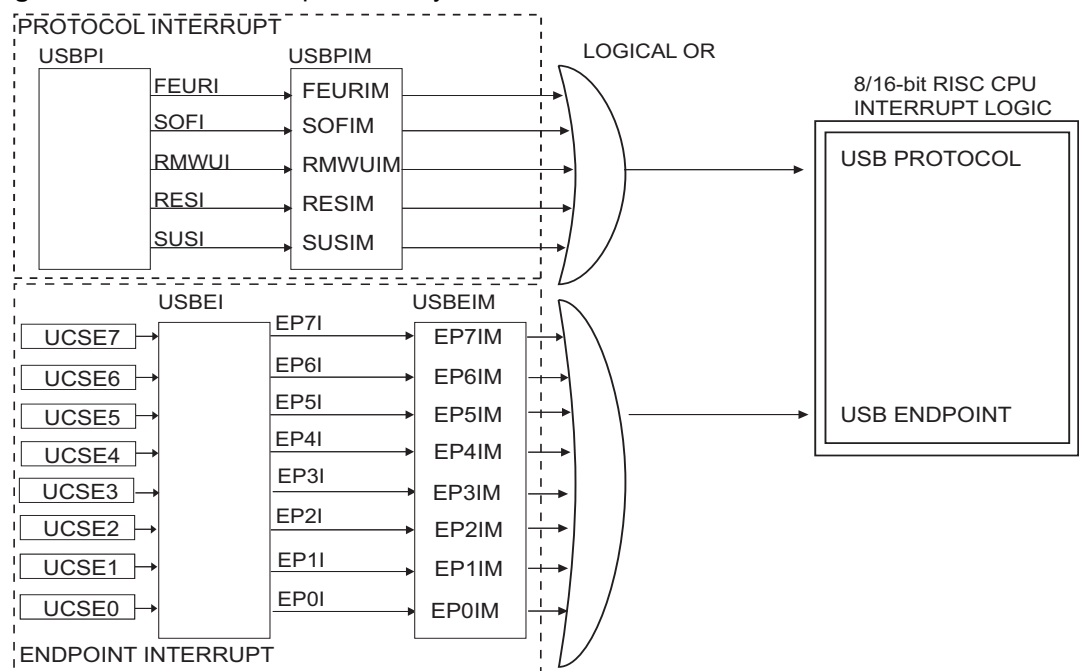 PROTOCOL INTERRUPT
USBPI
USBPIM
LOGICAL OR
FEURI
FEURIM
SOFI
SOFIM
RMWUI
RMWUIM
RESI
RESIM
SUSI
SUSIM
8/16-bit RISC CPU
INTERRUPT LOGIC
USB PROTOCOL
USB ENDPOINT
USBEI
USBEIM
UCSE7
EP7I
EP7IM
UCSE6
EP6I
EP6IM
UCSE5
EP5I
EP5IM
UCSE4
EP4I
EP4IM
UCSE3
EP3I
EP3IM
UCSE2
EP2I
EP2IM
UCSE1
EP1I
EP1IM
UCSE0
EP0I
EP0IM
ENDPOINT INTERRUPT